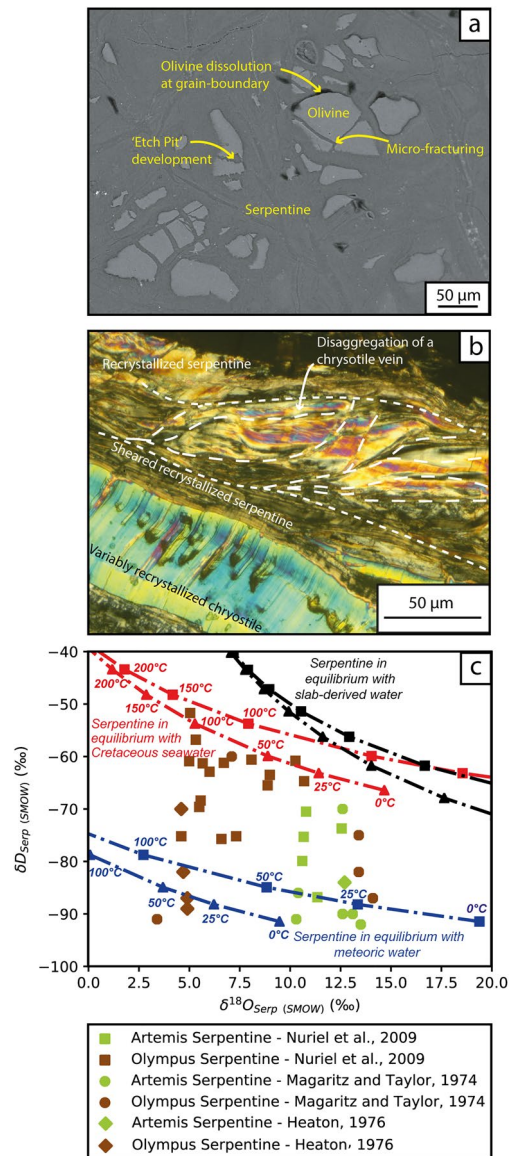 a
Olivine dissolution
at grain-boundary
Olivine
'Etch Pit'
development
Micro-fracturing
Serpentine
50 µm
b
Disaggregation of a
chrysotile vein
Recrystallized serpentine
Sheared recrystallized serpentine
Variably recrystallized chryostile
50 µm
c
−40
−50
−60
−70
−80
−90
−100
δD Serp (SMOW) (‰)
Serpentine in
equilibrium with
slab-derived water
200°C
200°C
150°C
150°C
100°C
100°C
Serpentine in
equilibrium with
Cretaceous seawater
50°C
25°C
0°C
100°C
100°C
50°C
50°C
25°C
25°C
0°C
0°C
Serpentine in equilibrium with
meteoric water
0.0 2.5 5.0 7.5 10.0 12.5 15.0 17.5 20.0
δ18O Serp (SMOW) (‰)
Artemis Serpentine - Nuriel et al., 2009
Olympus Serpentine - Nuriel et al., 2009
Artemis Serpentine - Magaritz and Taylor, 1974
Olympus Serpentine - Magaritz and Taylor, 1974
Artemis Serpentine - Heaton, 1976
Olympus Serpentine - Heaton, 1976